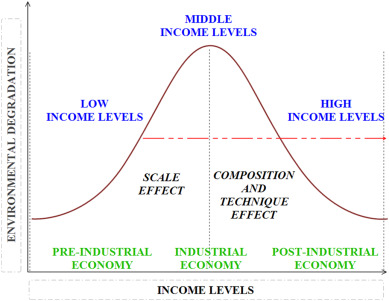 MIDDLE
INCOME LEVELS
LOW
INCOME LEVELS
HIGH
INCOME LEVELS
ENVIRONMENTAL DEGRADATION
SCALE
EFFECT
COMPOSITION
AND
TECHNIQUE
EFFECT
PRE-INDUSTRIAL
ECONOMY
INDUSTRIAL
ECONOMY
POST-INDUSTRIAL
ECONOMY
INCOME LEVELS